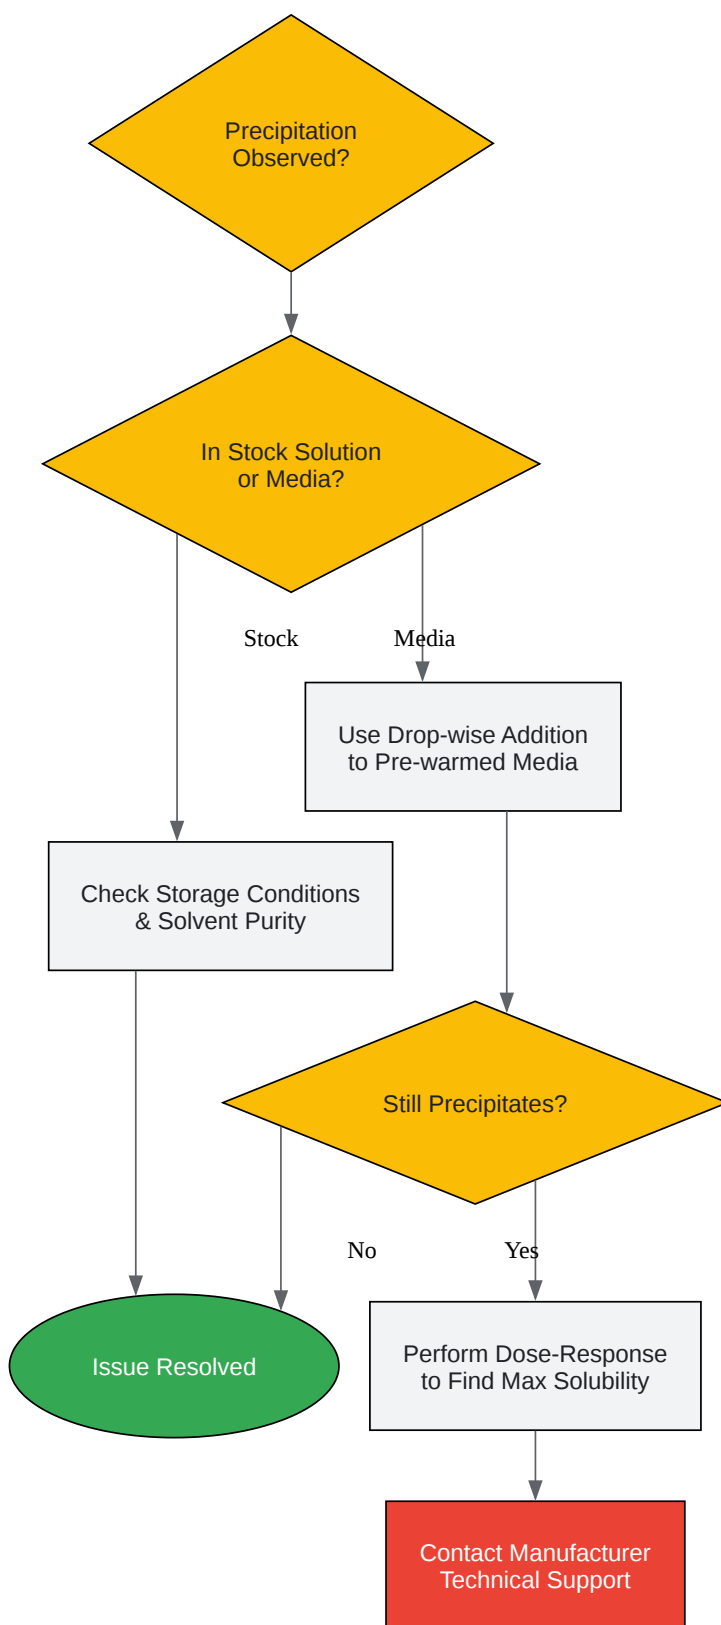 Precipitation
Observed?
In Stock Solution
or Media?
Stock
Media
Use Drop-wise Addition
to Pre-warmed Media
Check Storage Conditions
& Solvent Purity
Still Precipitates?
No
Yes
Issue Resolved
Perform Dose-Response
to Find Max Solubility
Contact Manufacturer
Technical Support